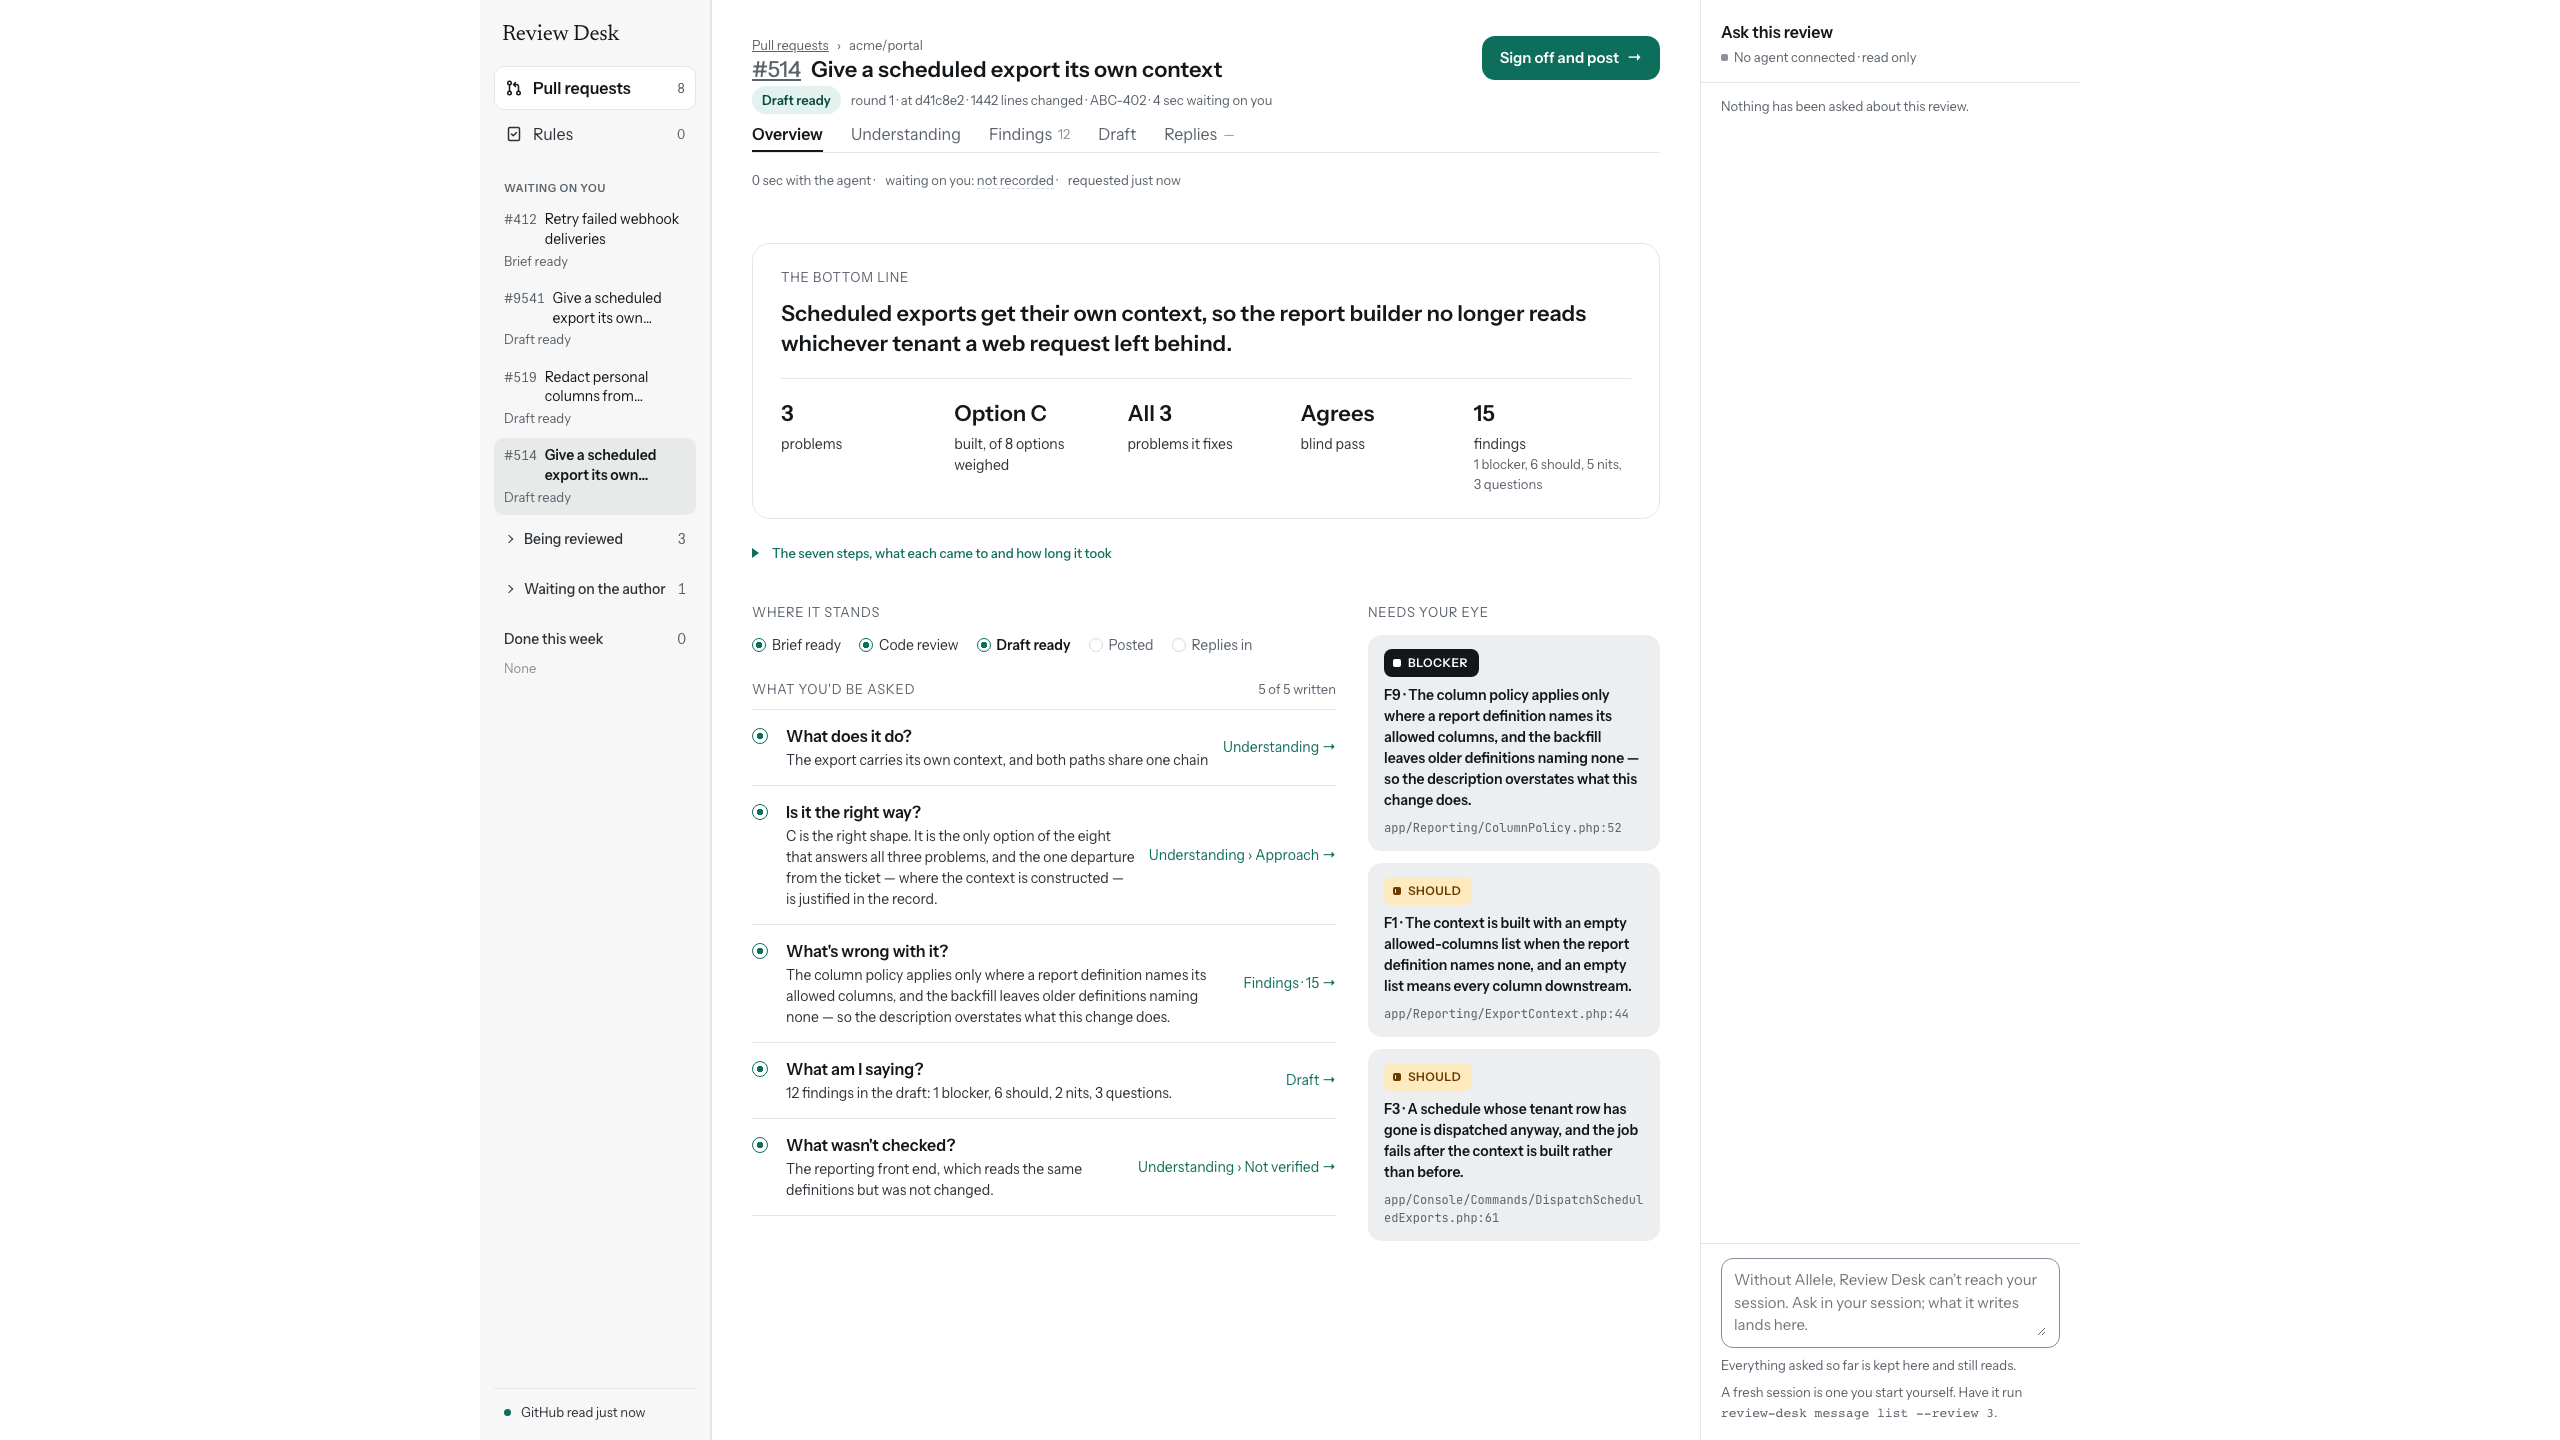 Review Desk
Pull requests 8
Rules 0
WAITING ON YOU
#412 Retry failed webhook
deliveries
Brief ready
#9541 Give a scheduled
export its own...
Draft ready
#519 Redact personal
columns from...
Draft ready
#514 Give a scheduled
export its own...
Draft ready
Being reviewed 3
Waiting on the author 1
Done this week 0
None
GitHub read just now
Pull requests › acme/portal
#514 Give a scheduled export its own context
Sign off and post →
Draft ready round 1 · at d41c8e2 · 1442 lines changed · ABC-402 · 4 sec waiting on you
Overview Understanding Findings 12 Draft Replies —
0 sec with the agent · waiting on you: not recorded · requested just now
THE BOTTOM LINE
Scheduled exports get their own context, so the report builder no longer reads
whichever tenant a web request left behind.
3 Option C All 3 Agrees 15
problems built, of 8 options problems it fixes blind pass findings
weighed 1 blocker, 6 should, 5 nits,
3 questions
The seven steps, what each came to and how long it took
WHERE IT STANDS
Brief ready Code review Draft ready Posted Replies in
WHAT YOU'D BE ASKED 5 of 5 written
What does it do?
The export carries its own context, and both paths share one chain
Understanding →
Is it the right way?
C is the right shape. It is the only option of the eight
that answers all three problems, and the one departure
from the ticket — where the context is constructed —
is justified in the record.
Understanding › Approach →
What's wrong with it?
The column policy applies only where a report definition names its
allowed columns, and the backfill leaves older definitions naming
none — so the description overstates what this change does.
Findings · 15 →
What am I saying?
12 findings in the draft: 1 blocker, 6 should, 2 nits, 3 questions.
Draft →
What wasn't checked?
The reporting front end, which reads the same
definitions but was not changed.
Understanding › Not verified →
NEEDS YOUR EYE
BLOCKER
F9 · The column policy applies only
where a report definition names its
allowed columns, and the backfill
leaves older definitions naming none —
so the description overstates what this
change does.
app/Reporting/ColumnPolicy.php:52
SHOULD
F1 · The context is built with an empty
allowed-columns list when the report
definition names none, and an empty
list means every column downstream.
app/Reporting/ExportContext.php:44
SHOULD
F3 · A schedule whose tenant row has
gone is dispatched anyway, and the job
fails after the context is built rather
than before.
app/Console/Commands/DispatchSchedul
edExports.php:61
Ask this review
No agent connected · read only
Nothing has been asked about this review.
Without Allele, Review Desk can't reach your
session. Ask in your session; what it writes
lands here.
Everything asked so far is kept here and still reads.
A fresh session is one you start yourself. Have it run
review-desk message list --review 3.